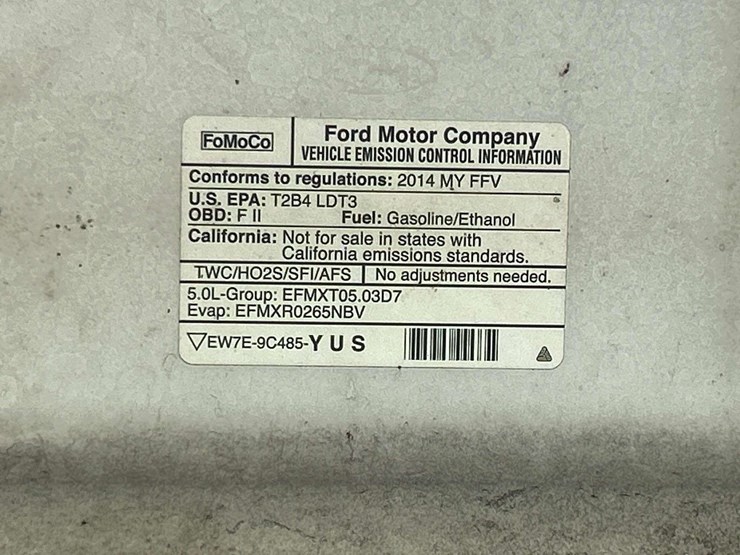 FoMoCo
Ford Motor Company
VEHICLE EMISSION CONTROL INFORMATION
Conforms to regulations: 2014 MY FFV
U.S. EPA: T2B4 LDT3
OBD: F II Fuel: Gasoline/Ethanol
California: Not for sale in states with
California emissions standards.
TWC/HO2S/SFI/AFS No adjustments needed.
5.0L-Group: EFMXT05.03D7
Evap: EFMXR0265NBV
EW7E-9C485-Y U S